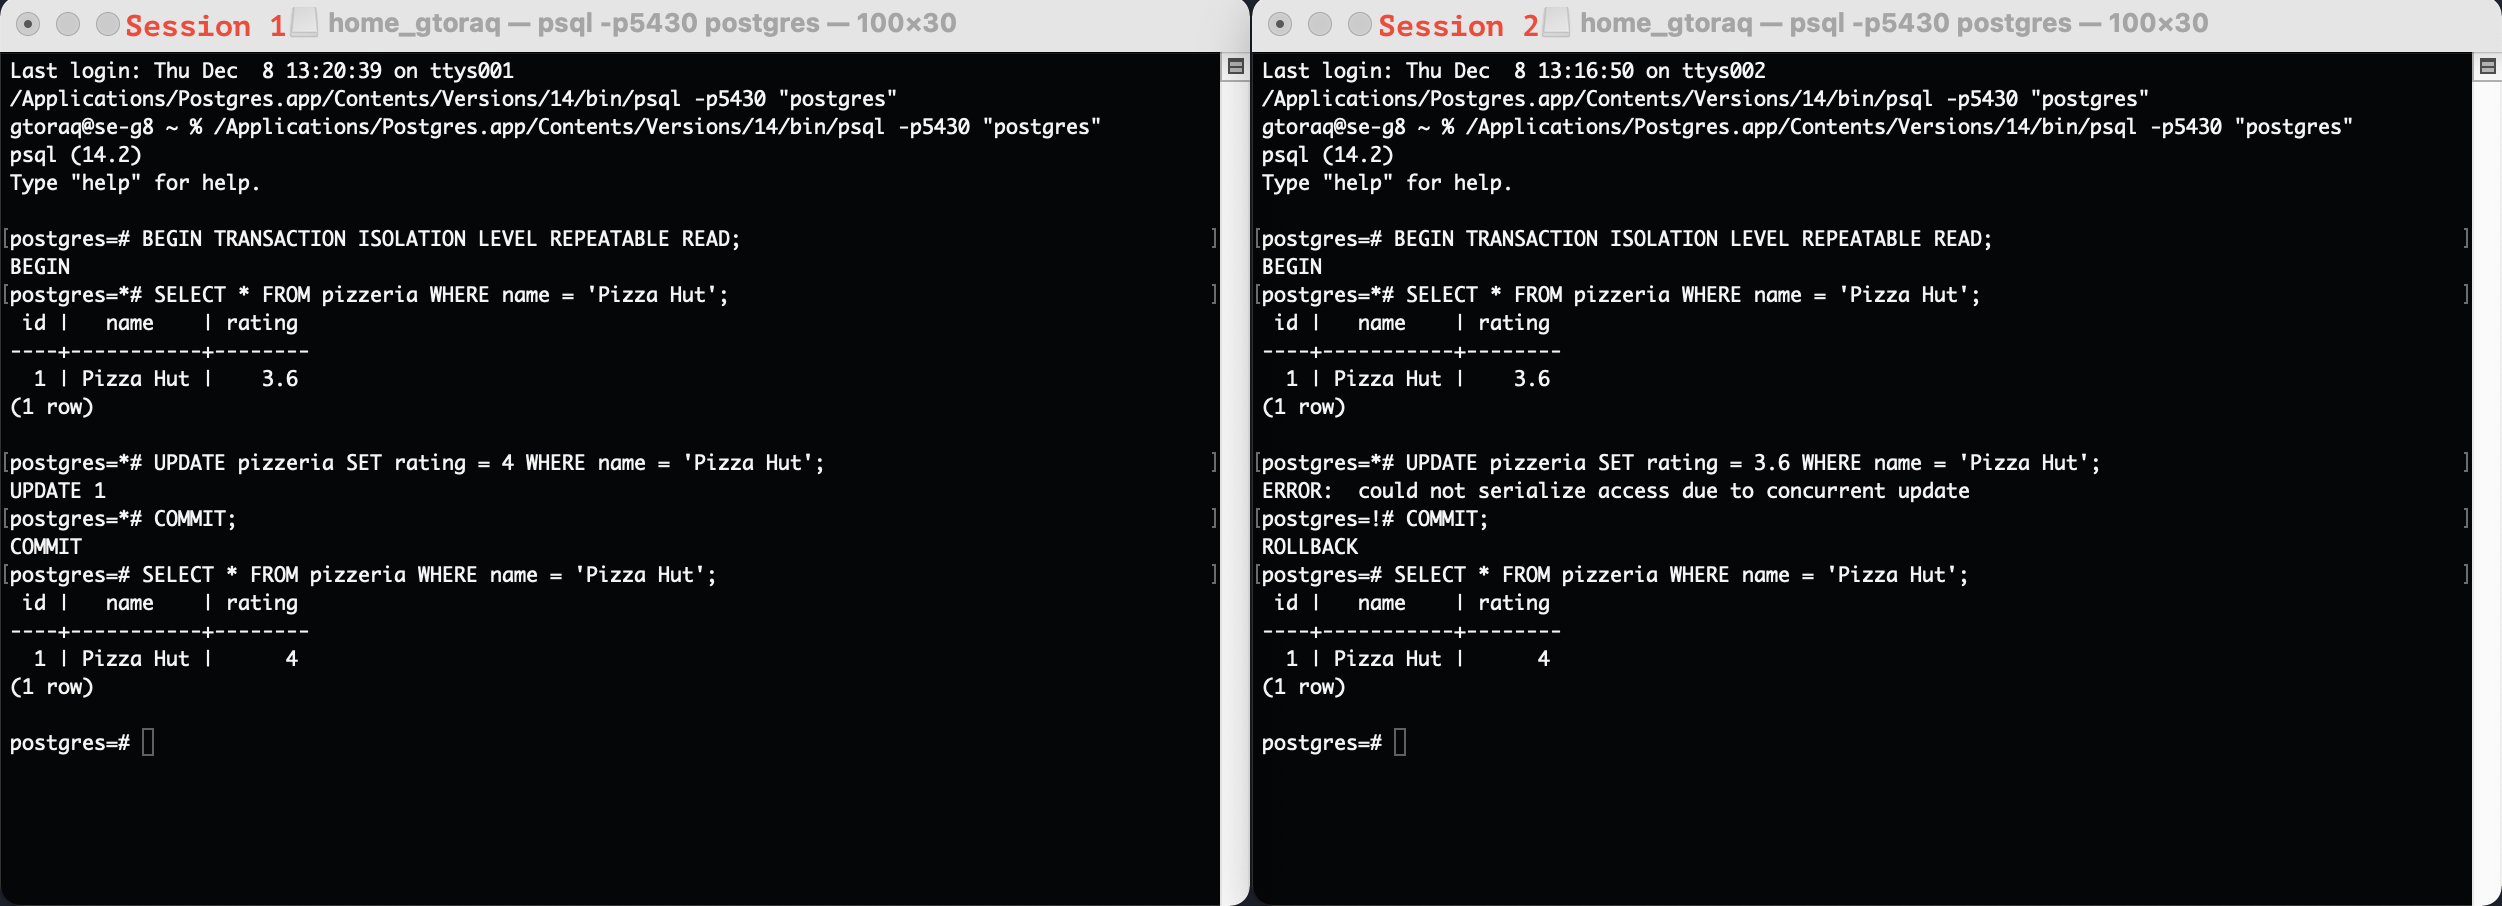 Session 1 home_gtoraq — psql -p5430 postgres — 100×30
Last login: Thu Dec  8 13:20:39 on ttys001
/Applications/Postgres.app/Contents/Versions/14/bin/psql -p5430 "postgres"
gtoraq@se-g8 ~ % /Applications/Postgres.app/Contents/Versions/14/bin/psql -p5430 "postgres"
psql (14.2)
Type "help" for help.

[postgres=# BEGIN TRANSACTION ISOLATION LEVEL REPEATABLE READ; ]
BEGIN
[postgres=*# SELECT * FROM pizzeria WHERE name = 'Pizza Hut'; ]
 id |   name    | rating
----+-----------+--------
  1 | Pizza Hut |    3.6
(1 row)

[postgres=*# UPDATE pizzeria SET rating = 4 WHERE name = 'Pizza Hut'; ]
UPDATE 1
[postgres=*# COMMIT; ]
COMMIT
[postgres=# SELECT * FROM pizzeria WHERE name = 'Pizza Hut'; ]
 id |   name    | rating
----+-----------+--------
  1 | Pizza Hut |      4
(1 row)

postgres=#
Session 2 home_gtoraq — psql -p5430 postgres — 100×30
Last login: Thu Dec  8 13:16:50 on ttys002
/Applications/Postgres.app/Contents/Versions/14/bin/psql -p5430 "postgres"
gtoraq@se-g8 ~ % /Applications/Postgres.app/Contents/Versions/14/bin/psql -p5430 "postgres"
psql (14.2)
Type "help" for help.

[postgres=# BEGIN TRANSACTION ISOLATION LEVEL REPEATABLE READ; ]
BEGIN
[postgres=*# SELECT * FROM pizzeria WHERE name = 'Pizza Hut'; ]
 id |   name    | rating
----+-----------+--------
  1 | Pizza Hut |    3.6
(1 row)

[postgres=*# UPDATE pizzeria SET rating = 3.6 WHERE name = 'Pizza Hut'; ]
ERROR:  could not serialize access due to concurrent update
[postgres=!# COMMIT; ]
ROLLBACK
[postgres=# SELECT * FROM pizzeria WHERE name = 'Pizza Hut'; ]
 id |   name    | rating
----+-----------+--------
  1 | Pizza Hut |      4
(1 row)

postgres=#